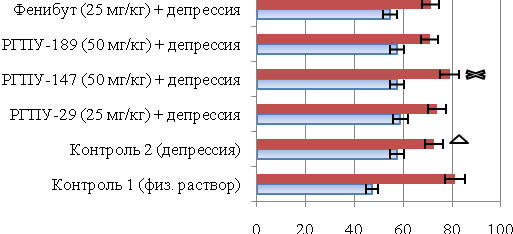 Фенибут (25 мг/кг) + депрессия
РГПУ-189 (50 мг/кг) + депрессия
РГПУ-147 (50 мг/кг) + депрессия
РГПУ-29 (25 мг/кг) + депрессия
Контроль 2 (депрессия)
Контроль 1 (физ. раствор)
0 20 40 60 80 100